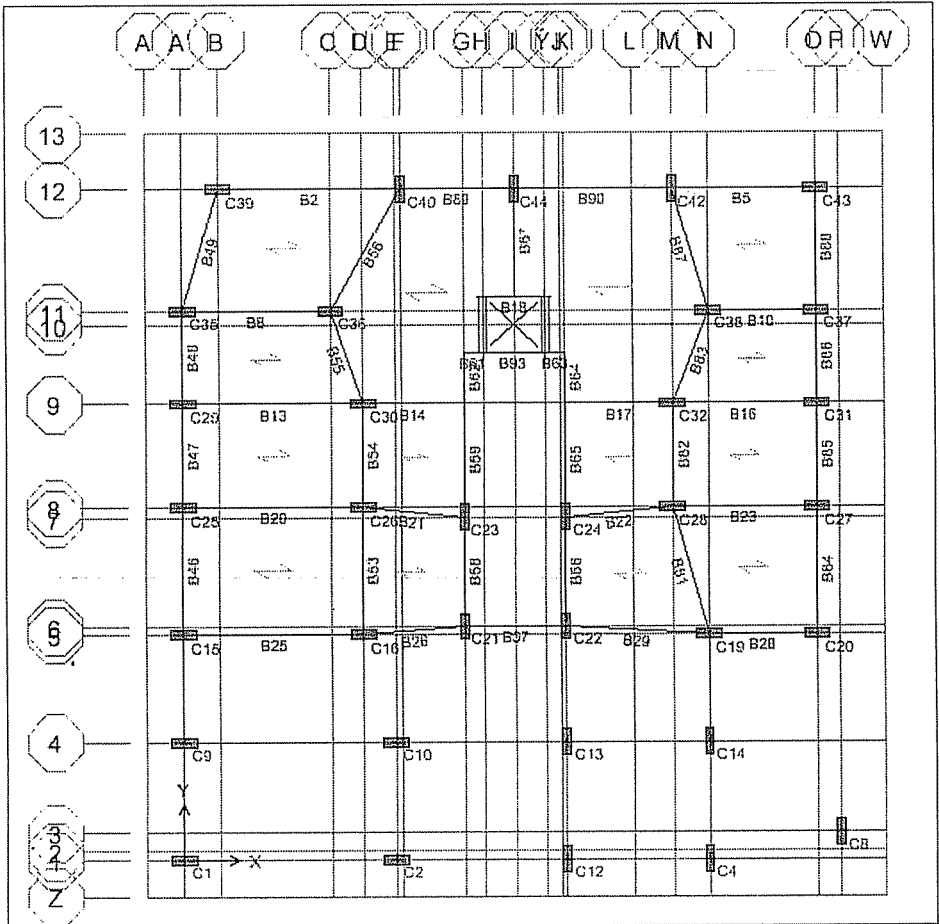 A A' B C D E F G H I Y J K L M N O P W
13
12
C39 B2 C40 B89 C44 B90 C42 B5 C43
B49 B56 B67 B87 B88
11
10
C35 B8 C36 B18 C38 B10 C37
B48 B55 B62 B93 B63 B64 B83 B86
9
C29 B13 C30 B14 B17 C32 B16 C31
B47 B54 B59 B65 B82 B85
8
7
C25 B20 C26 B21 C23 C24 B22 C28 B23 C27
B46 B53 B58 B66 B81 B84
6
5
C15 B25 C16 B26 C21 B37 C22 B29 C19 B28 C20
4
C9 C10 C13 C14
Y
3
C8
2
1
C1 X C2 C12 C4
Z